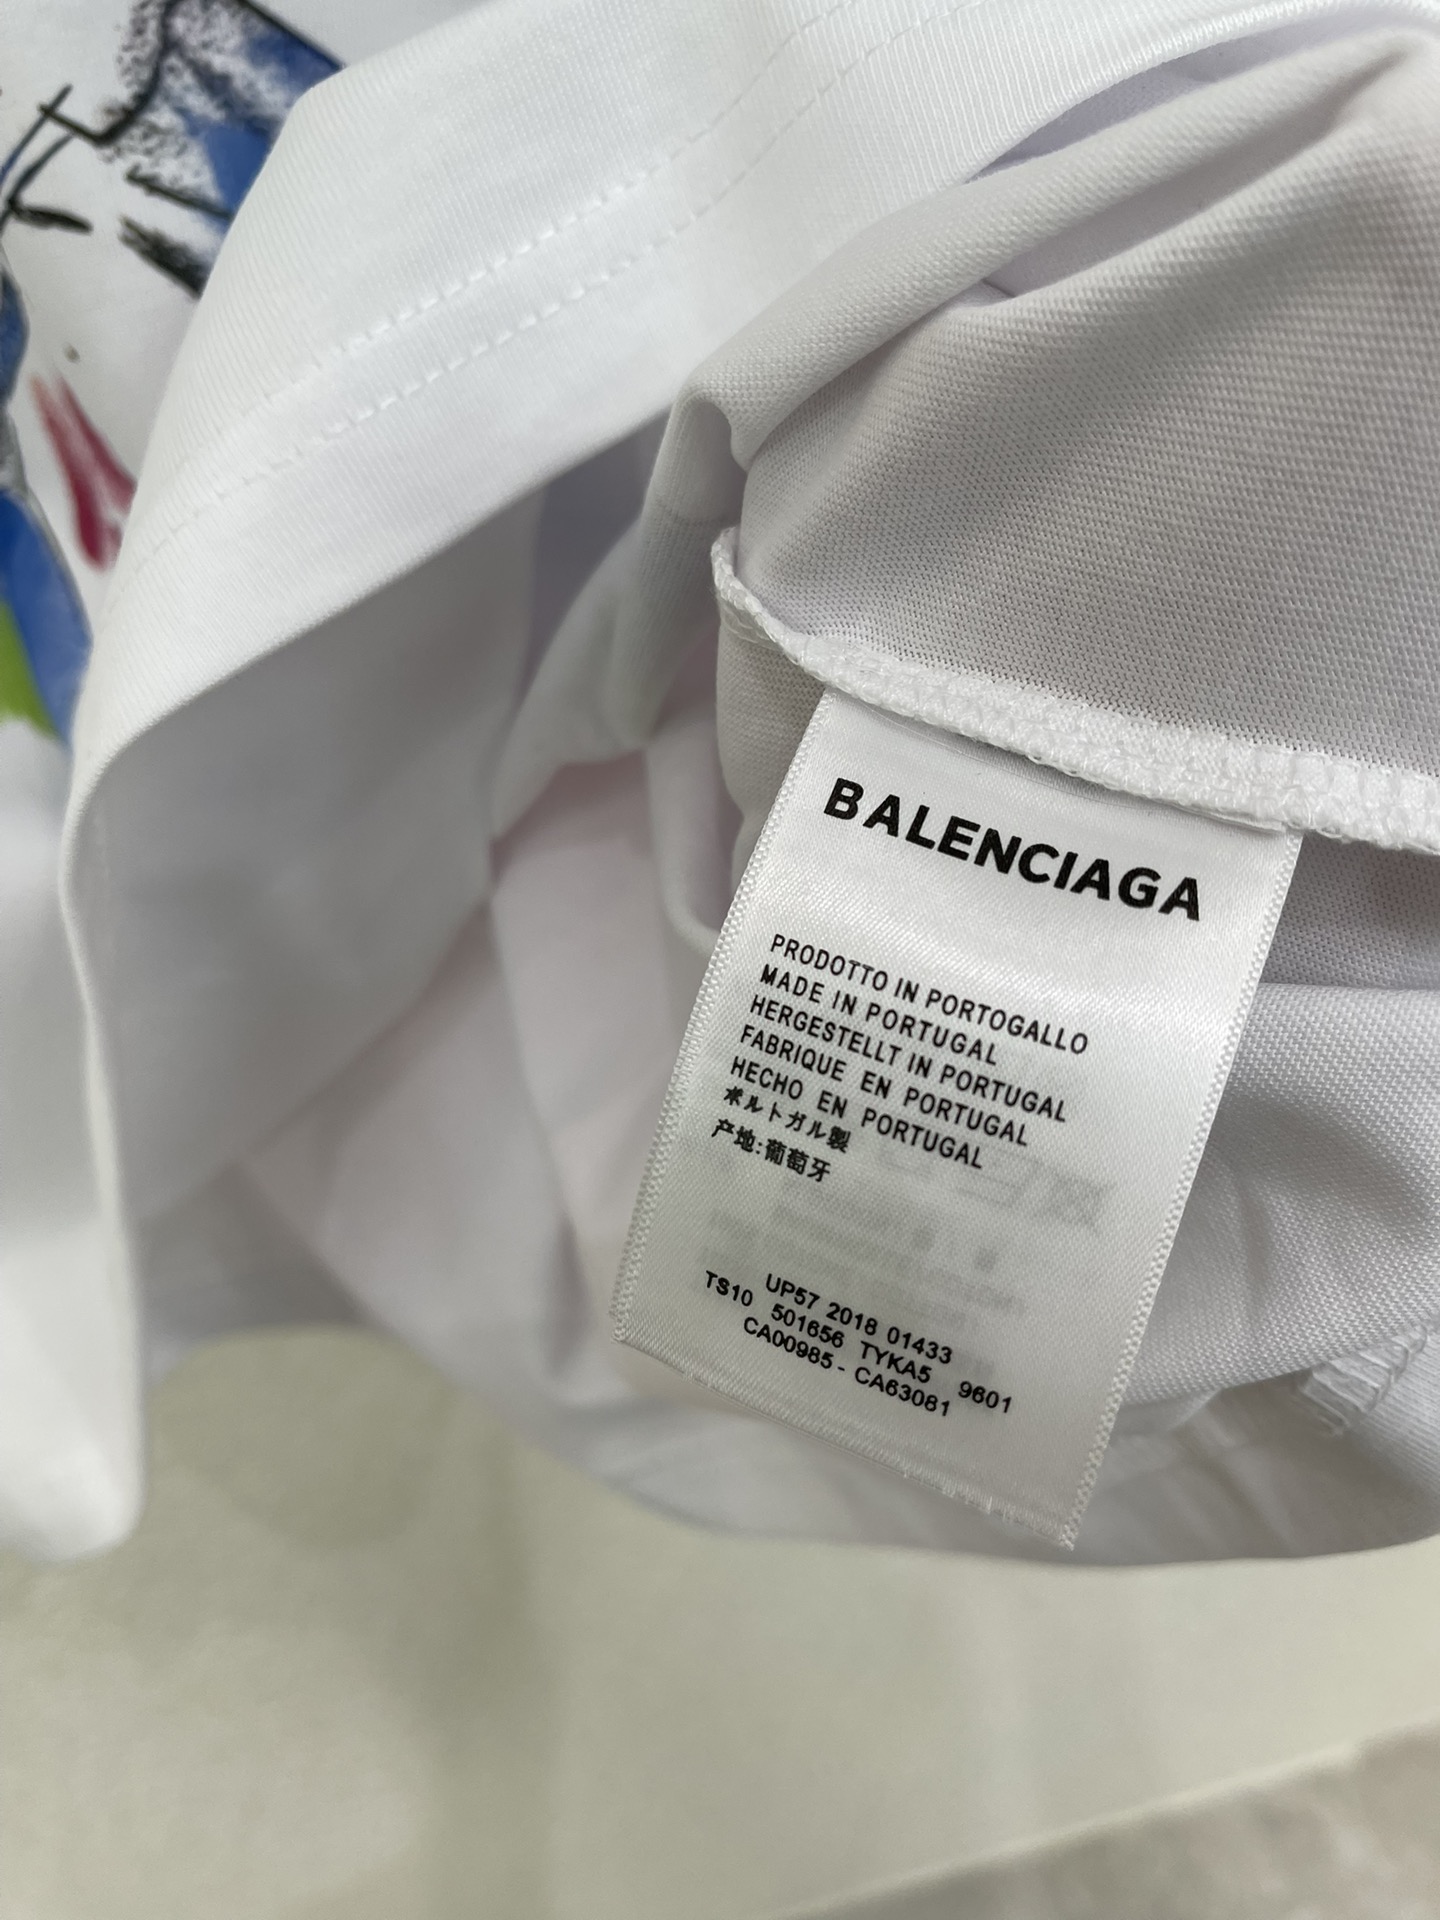 BALENCIAGA
PRODOTTO IN PORTOGALLO
MADE IN PORTUGAL
HERGESTELLT IN PORTUGAL
FABRIQUE EN PORTUGAL
HECHO EN PORTUGAL
ポルトガル製
产地:葡萄牙
UP57 2018 01433
TS10 501656 TYKA5 9601
CA00985 - CA63081